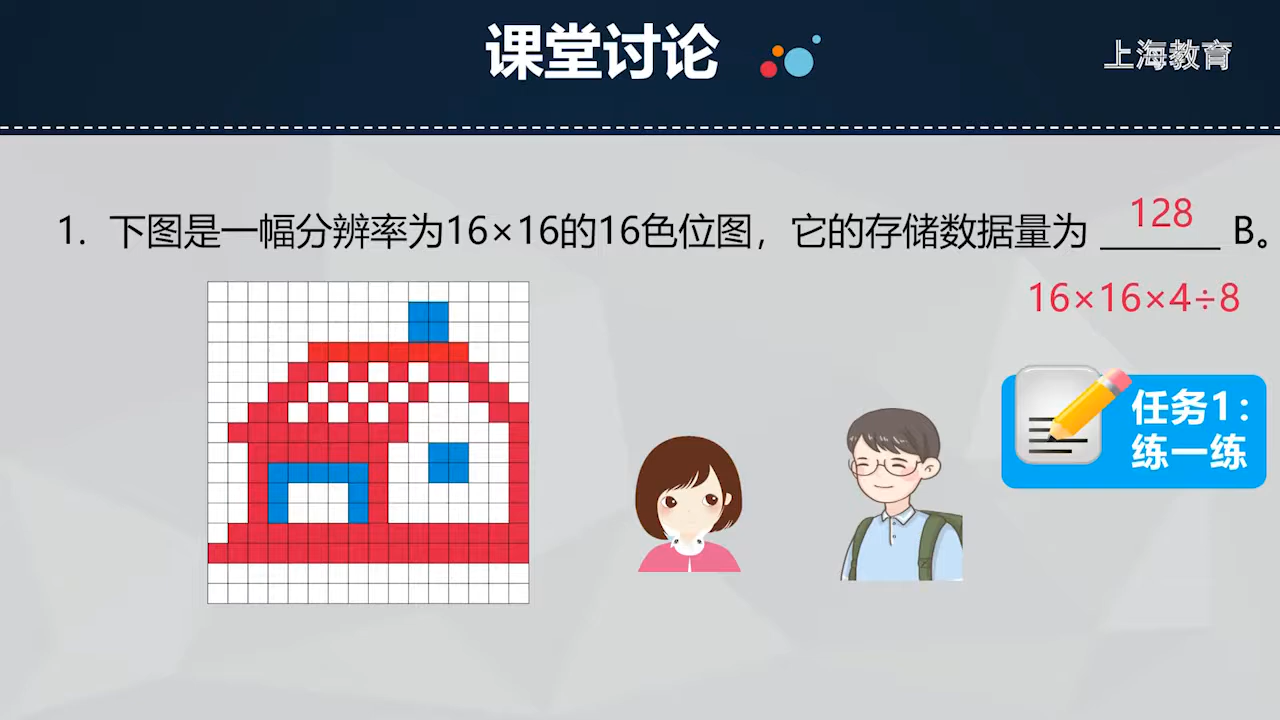 课堂讨论
上海教育
1. 下图是一幅分辨率为16×16的16色位图，它的存储数据量为 128 B。
16×16×4÷8
任务1：
练一练